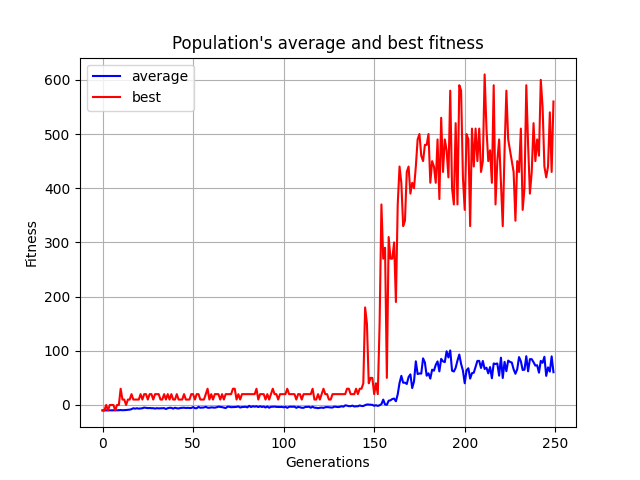 Population's average and best fitness
average
best
600
500
400
300
200
100
0
Fitness
0 50 100 150 200 250
Generations